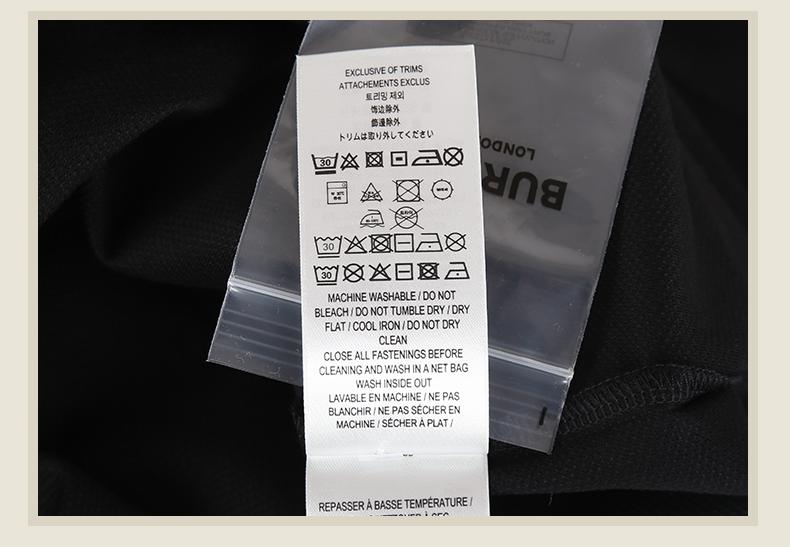 EXCLUSIVE OF TRIMS
ATTACHEMENTS EXCLUS
트리밍 제외
饰边除外
飾邊除外
トリムは取り外してください
30
30
30
MACHINE WASHABLE / DO NOT
BLEACH / DO NOT TUMBLE DRY / DRY
FLAT / COOL IRON / DO NOT DRY
CLEAN
CLOSE ALL FASTENINGS BEFORE
CLEANING AND WASH IN A NET BAG
WASH INSIDE OUT
LAVABLE EN MACHINE / NE PAS
BLANCHIR / NE PAS SÉCHER EN
MACHINE / SÉCHER À PLAT /
REPASSER À BASSE TEMPÉRATURE /
BUR
LONDO